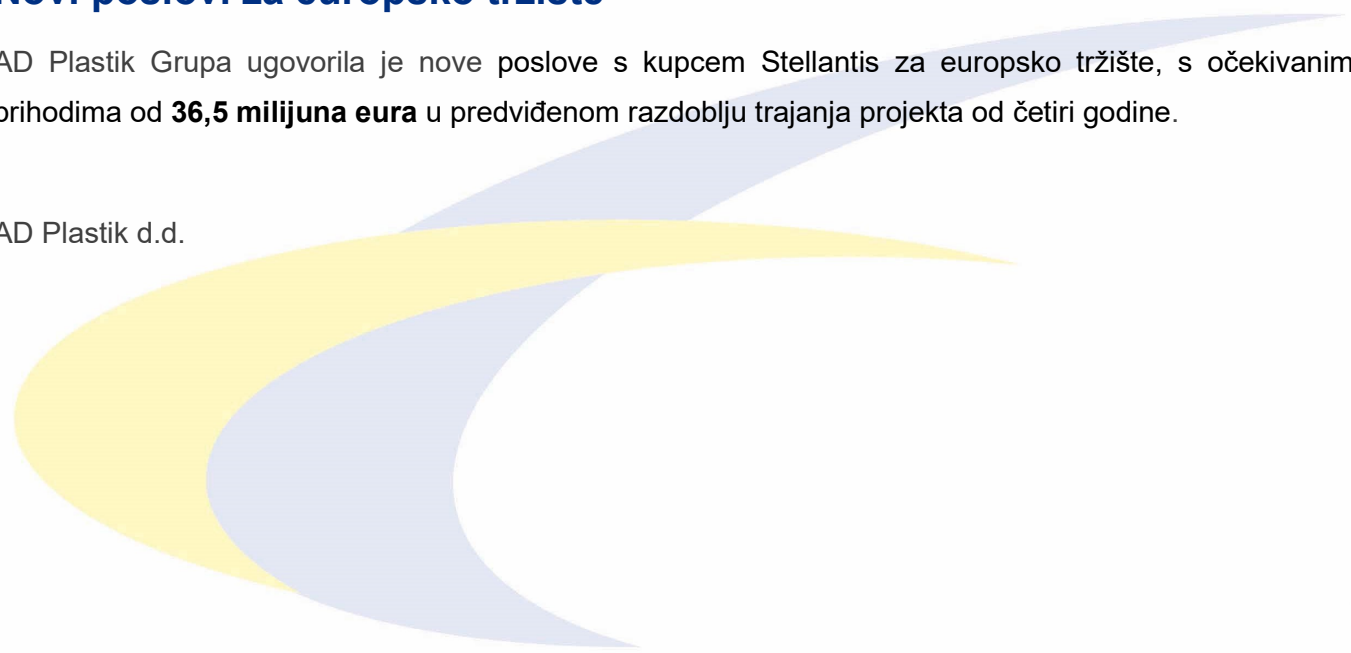 Novi poslovi za europsko tržište
AD Plastik Grupa ugovorila je nove poslove s kupcem Stellantis za europsko tržište, s očekivanim
prihodima od 36,5 milijuna eura u predviđenom razdoblju trajanja projekta od četiri godine.
AD Plastik d.d.